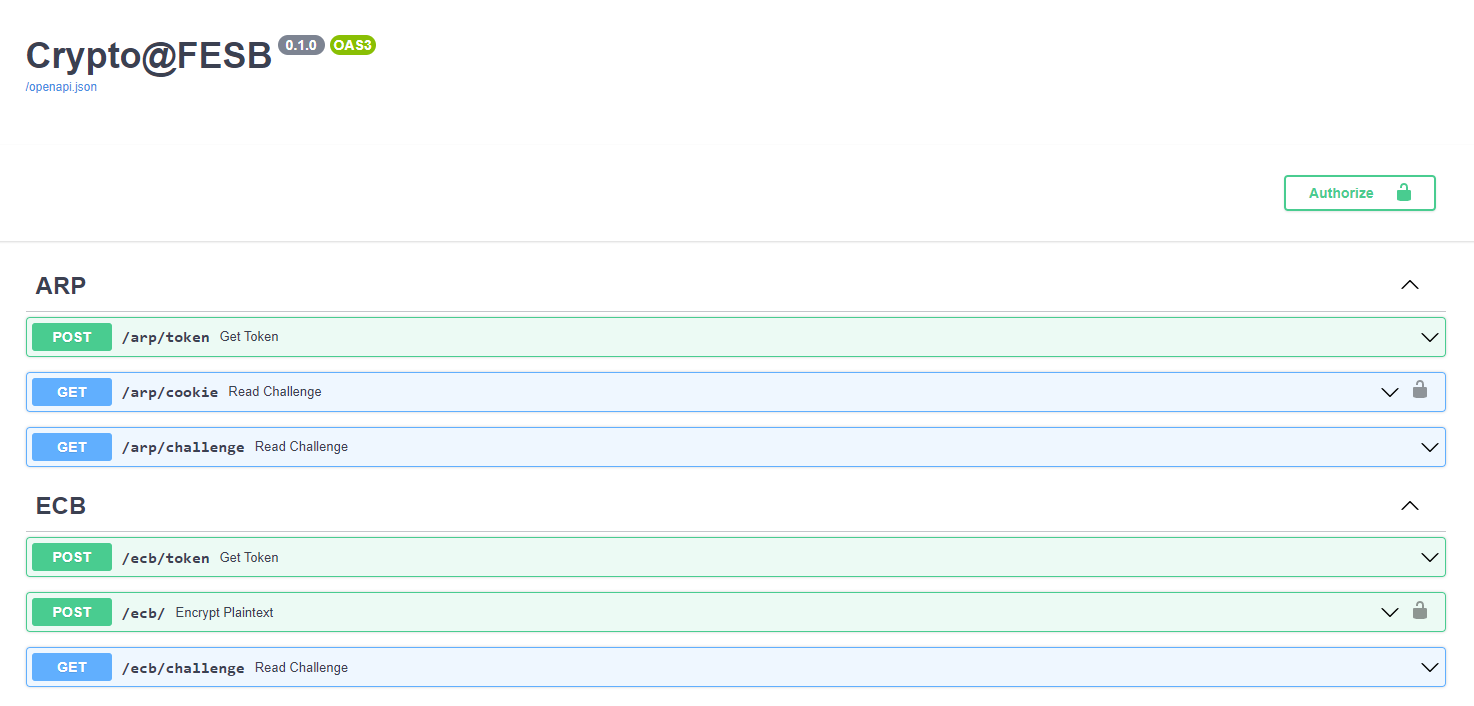 Crypto@FESB 0.1.0 OAS3
/openapi.json
Authorize
ARP
POST /arp/token Get Token
GET /arp/cookie Read Challenge
GET /arp/challenge Read Challenge
ECB
POST /ecb/token Get Token
POST /ecb/ Encrypt Plaintext
GET /ecb/challenge Read Challenge